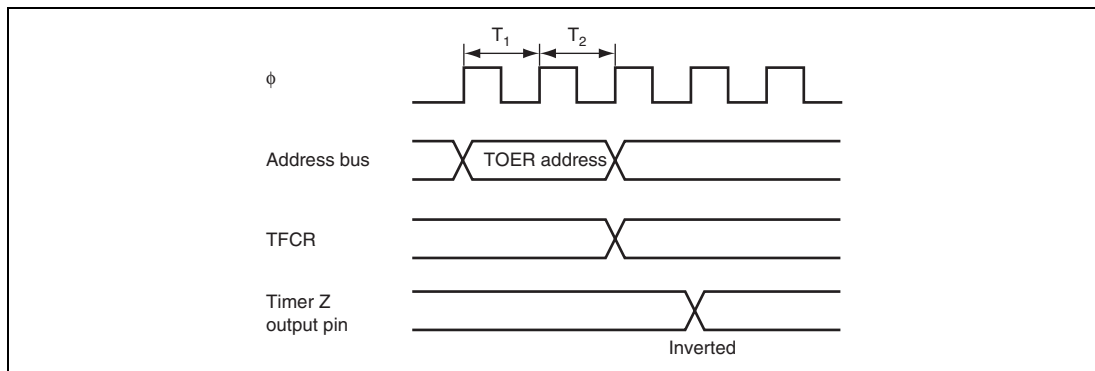 T1 T2
ϕ
Address bus TOER address
TFCR
Timer Z
output pin
Inverted